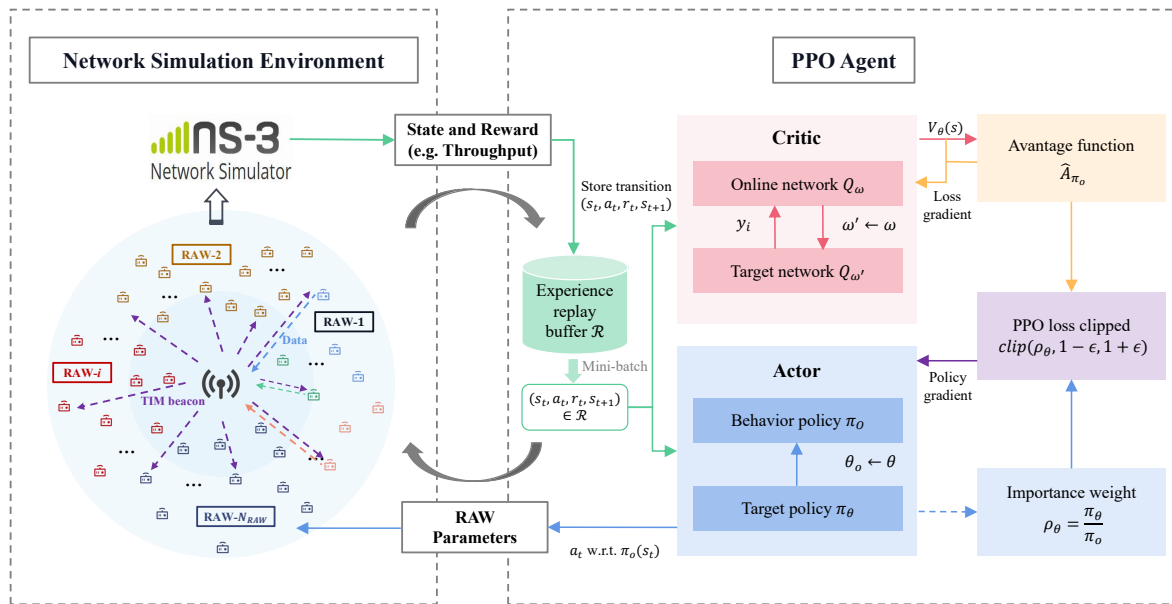 Network Simulation Environment
PPO Agent
NS-3
Network Simulator
State and Reward
(e.g. Throughput)
Store transition
(s_t, a_t, r_t, s_{t+1})
Experience
replay
buffer ℛ
Mini-batch
(s_t, a_t, r_t, s_{t+1})
∈ ℛ
RAW-2
...
...
RAW-1
Data
...
...
RAW-i
TIM beacon
...
...
...
RAW-N_{RAW}
RAW
Parameters
a_t w.r.t. π_o(s_t)
Critic
Online network Q_ω
y_i
ω' ← ω
Target network Q_{ω'}
V_θ(s)
Loss
gradient
Avantage function
Â_{π_o}
PPO loss clipped
clip(ρ_θ, 1 − ϵ, 1 + ϵ)
Policy
gradient
Actor
Behavior policy π_o
θ_o ← θ
Target policy π_θ
Importance weight
ρ_θ = π_θ / π_o